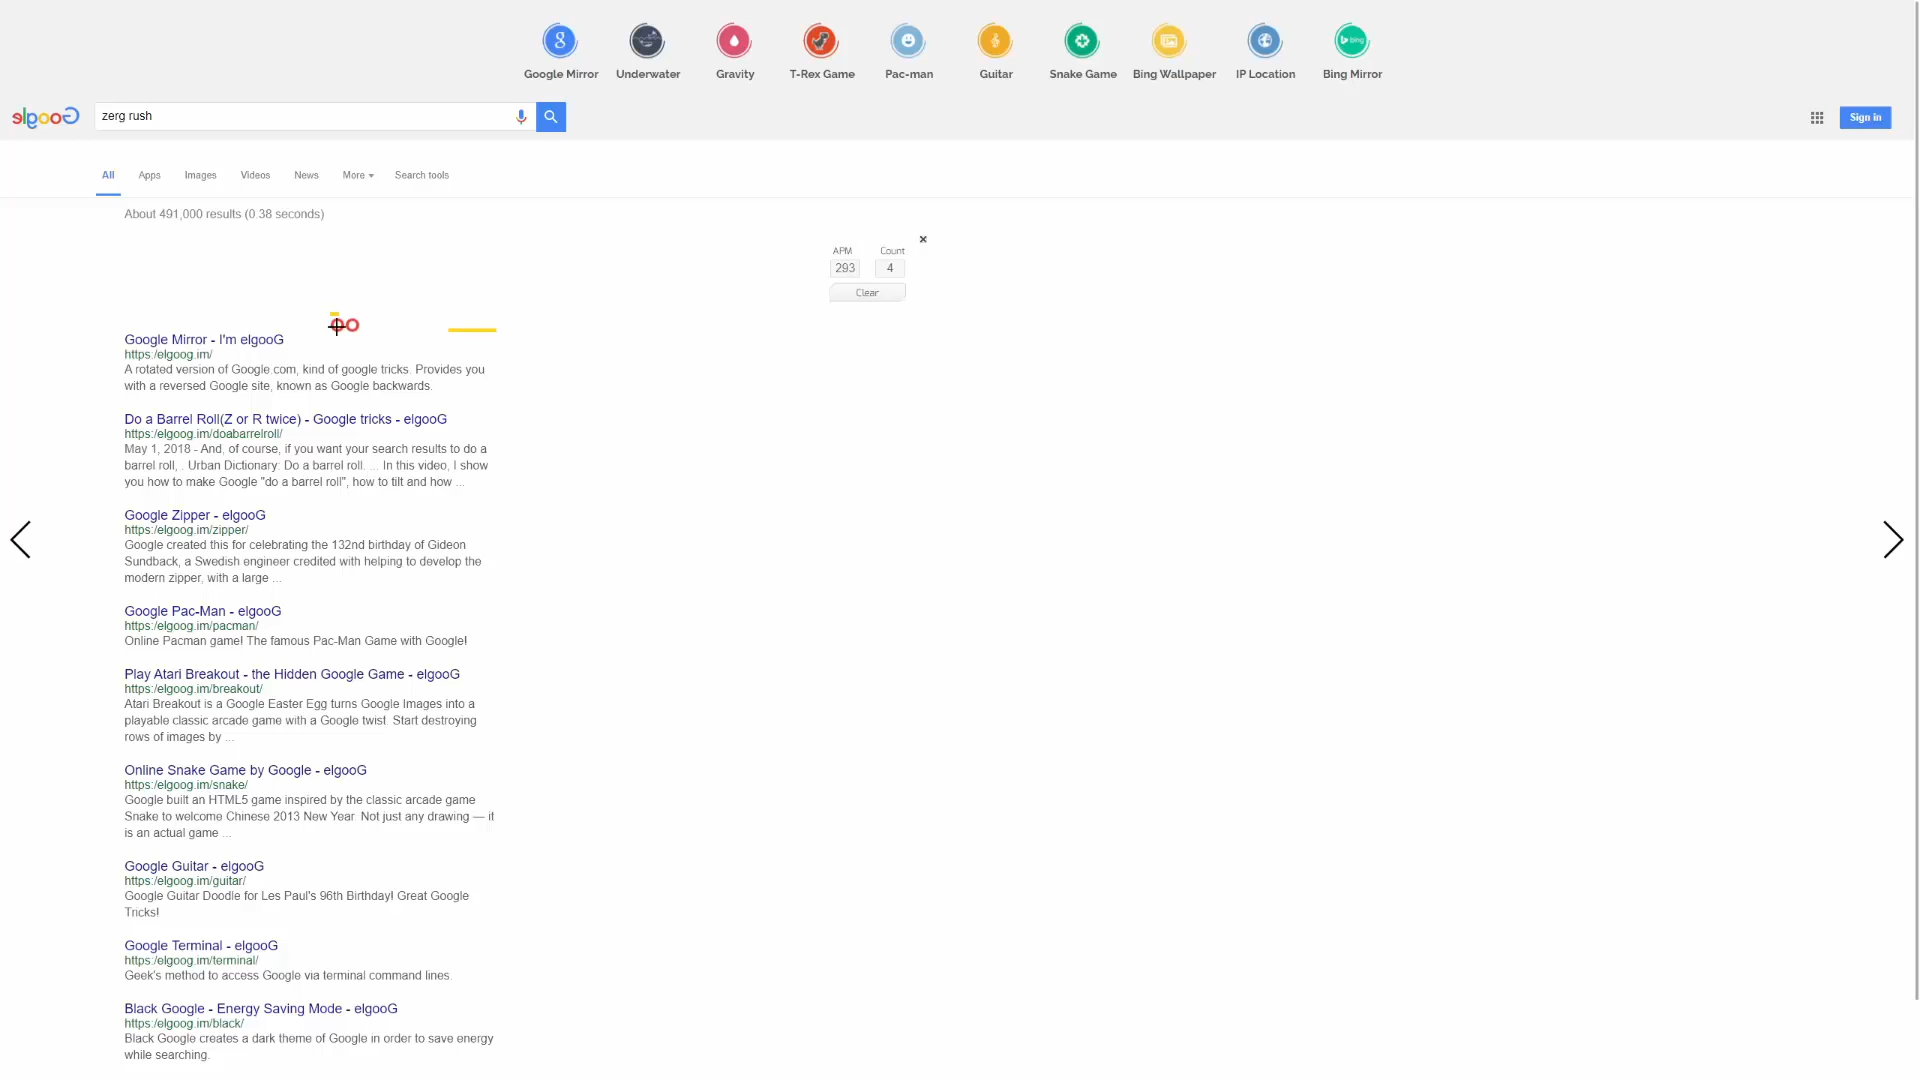 Google Mirror
Underwater
Gravity
T-Rex Game
Pac-man
Guitar
Snake Game
Bing Wallpaper
IP Location
Bing Mirror
elgooG
zerg rush
Sign in
All
Apps
Images
Videos
News
More
Search tools
About 491,000 results (0.38 seconds)
APM
Count
293
4
Clear
Google Mirror - I'm elgooG
https:/elgoog.im/
A rotated version of Google.com, kind of google tricks. Provides you
with a reversed Google site, known as Google backwards.
Do a Barrel Roll(Z or R twice) - Google tricks - elgooG
https:/elgoog.im/doabarrelroll/
May 1, 2018 - And, of course, if you want your search results to do a
barrel roll, . Urban Dictionary: Do a barrel roll. ... In this video, I show
you how to make Google "do a barrel roll", how to tilt and how ...
Google Zipper - elgooG
https:/elgoog.im/zipper/
Google created this for celebrating the 132nd birthday of Gideon
Sundback, a Swedish engineer credited with helping to develop the
modern zipper, with a large ...
Google Pac-Man - elgooG
https:/elgoog.im/pacman/
Online Pacman game! The famous Pac-Man Game with Google!
Play Atari Breakout - the Hidden Google Game - elgooG
https:/elgoog.im/breakout/
Atari Breakout is a Google Easter Egg turns Google Images into a
playable classic arcade game with a Google twist. Start destroying
rows of images by ...
Online Snake Game by Google - elgooG
https:/elgoog.im/snake/
Google built an HTML5 game inspired by the classic arcade game
Snake to welcome Chinese 2013 New Year. Not just any drawing — it
is an actual game ...
Google Guitar - elgooG
https:/elgoog.im/guitar/
Google Guitar Doodle for Les Paul's 96th Birthday! Great Google
Tricks!
Google Terminal - elgooG
https:/elgoog.im/terminal/
Geek's method to access Google via terminal command lines.
Black Google - Energy Saving Mode - elgooG
https:/elgoog.im/black/
Black Google creates a dark theme of Google in order to save energy
while searching.